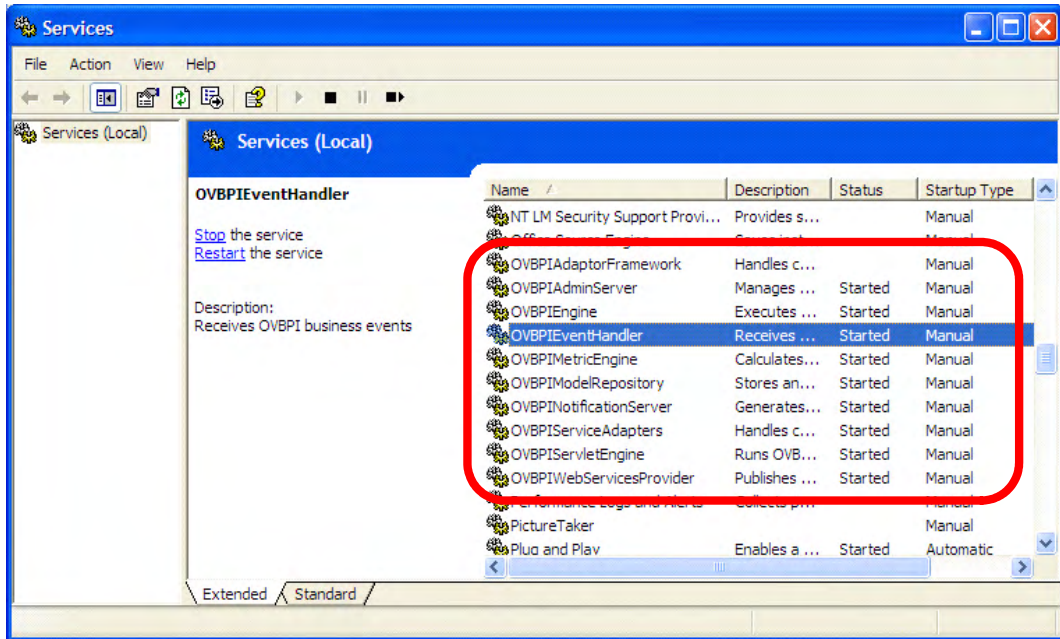 Services
File Action View Help
Services (Local)
Services (Local)
OVBPIEventHandler
Stop the service
Restart the service
Description:
Receives OVBPI business events
Name Description Status Startup Type
NT LM Security Support Provi... Provides s... Manual
OVBPIAdaptorFramework Handles c... Manual
OVBPIAdminServer Manages ... Started Manual
OVBPIEngine Executes ... Started Manual
OVBPIEventHandler Receives ... Started Manual
OVBPIMetricEngine Calculates... Started Manual
OVBPIModelRepository Stores an... Started Manual
OVBPINotificationServer Generates... Started Manual
OVBPIServiceAdapters Handles c... Started Manual
OVBPIServletEngine Runs OVB... Started Manual
OVBPIWebServicesProvider Publishes ... Started Manual
PictureTaker Manual
Plug and Play Enables a ... Started Automatic
Extended Standard